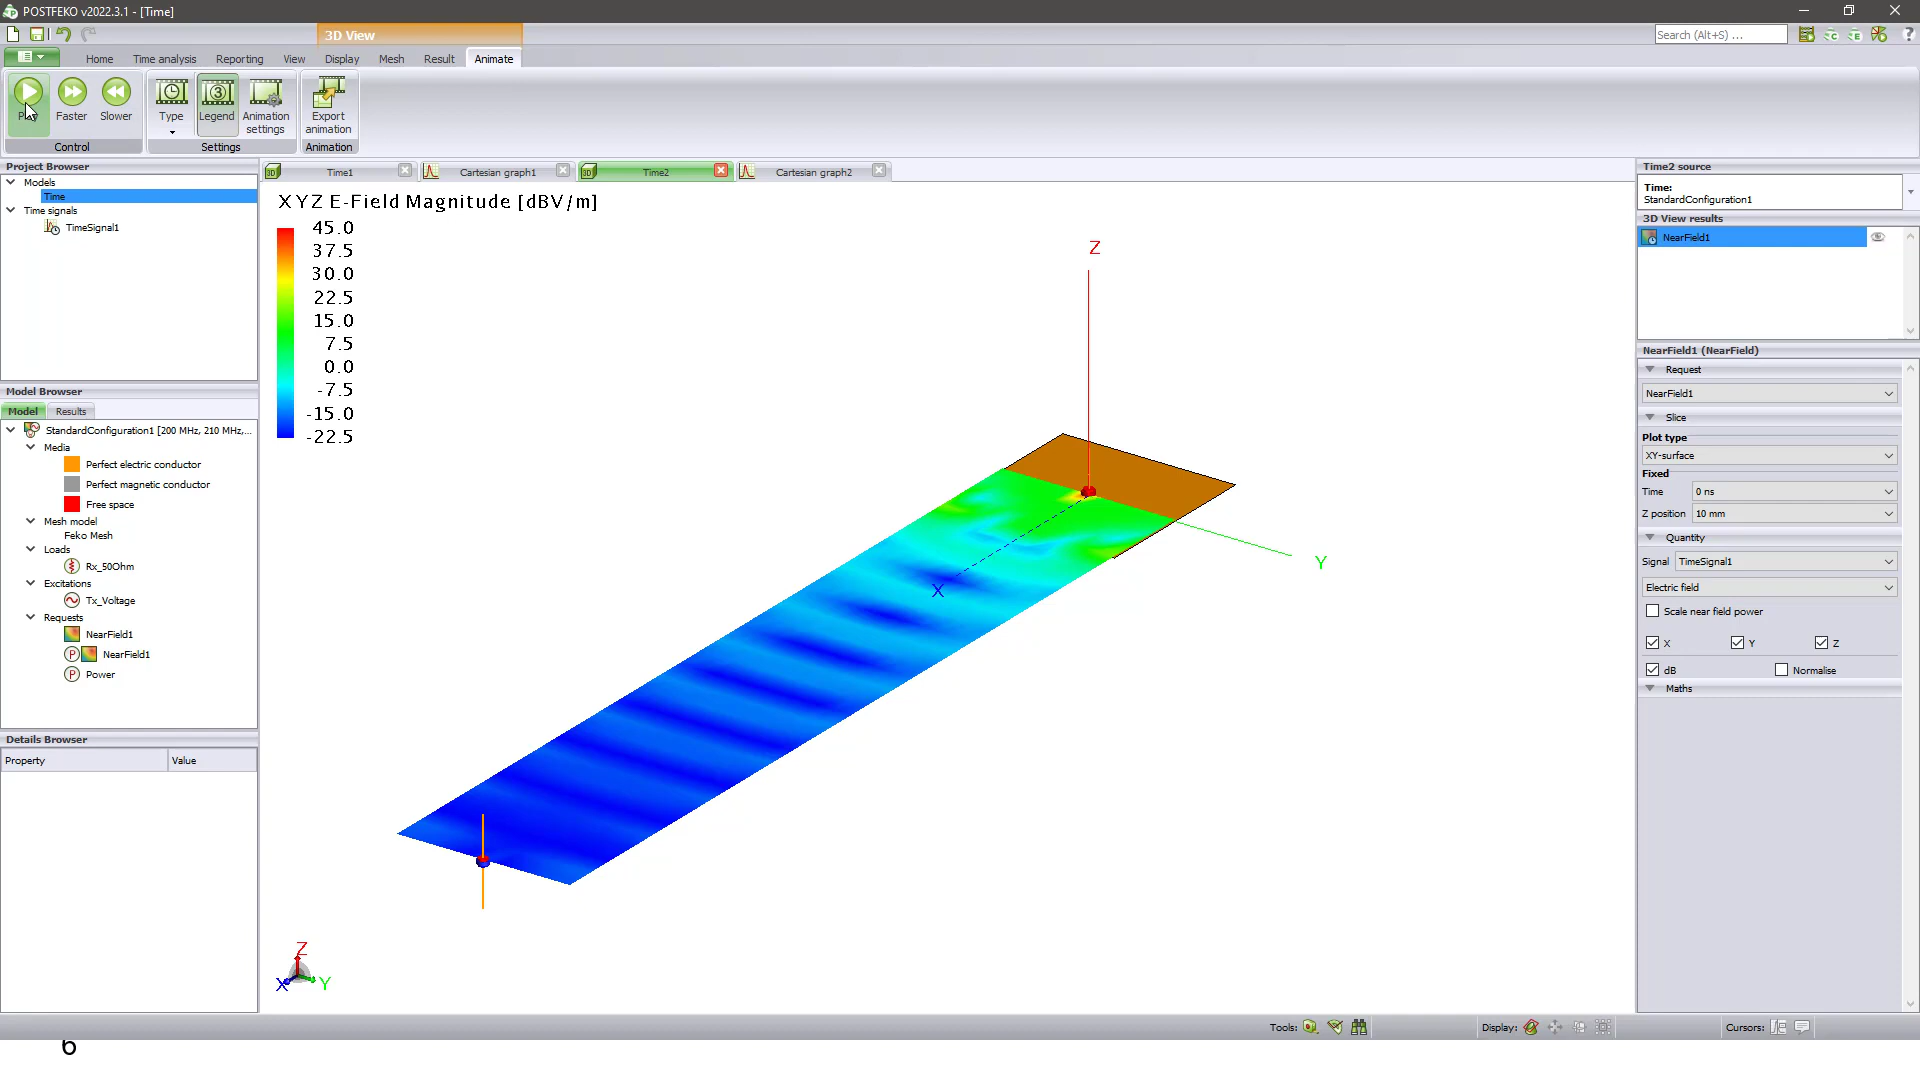 POSTFEKO v2022.3.1 - [Time]
3D View
Search (Alt+S) ...
Home
Time analysis
Reporting
View
Display
Mesh
Result
Animate
Faster
Slower
Type
Legend
Animation settings
Export animation
Control
Settings
Animation
Project Browser
Models
Time
Time signals
TimeSignal1
Model Browser
Model
Results
StandardConfiguration1 [200 MHz, 210 MHz,...
Media
Perfect electric conductor
Perfect magnetic conductor
Free space
Mesh model
Feko Mesh
Loads
Rx_50Ohm
Excitations
Tx_Voltage
Requests
NearField1
NearField1
Power
Details Browser
Property
Value
Time1
Cartesian graph1
Time2
Cartesian graph2
XYZ E-Field Magnitude [dBV/m]
45.0
37.5
30.0
22.5
15.0
7.5
0.0
-7.5
-15.0
-22.5
Z
Y
X
Z
X
Y
Time2 source
Time:
StandardConfiguration1
3D View results
NearField1
NearField1 (NearField)
Request
NearField1
Slice
Plot type
XY-surface
Fixed
Time
0 ns
Z position
10 mm
Quantity
Signal
TimeSignal1
Electric field
Scale near field power
X
Y
Z
dB
Normalise
Maths
Tools:
Display:
Cursors:
6